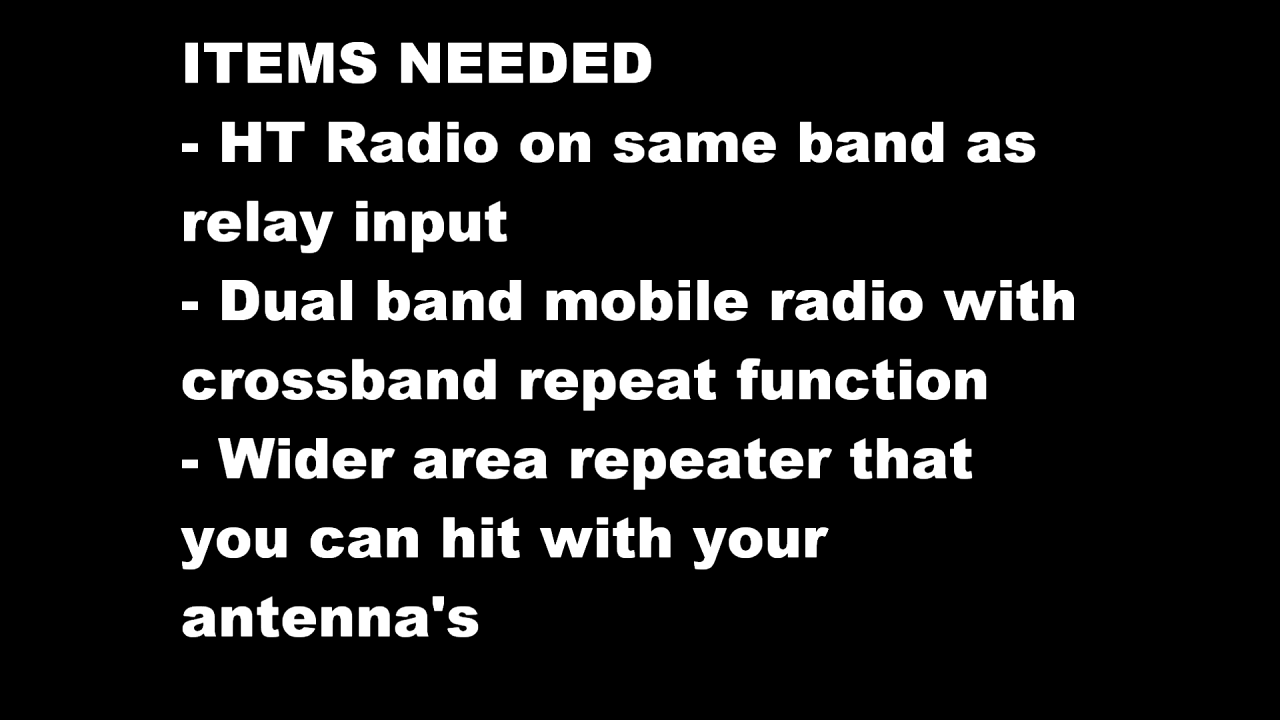 ITEMS NEEDED
- HT Radio on same band as
relay input
- Dual band mobile radio with
crossband repeat function
- Wider area repeater that
you can hit with your
antenna's